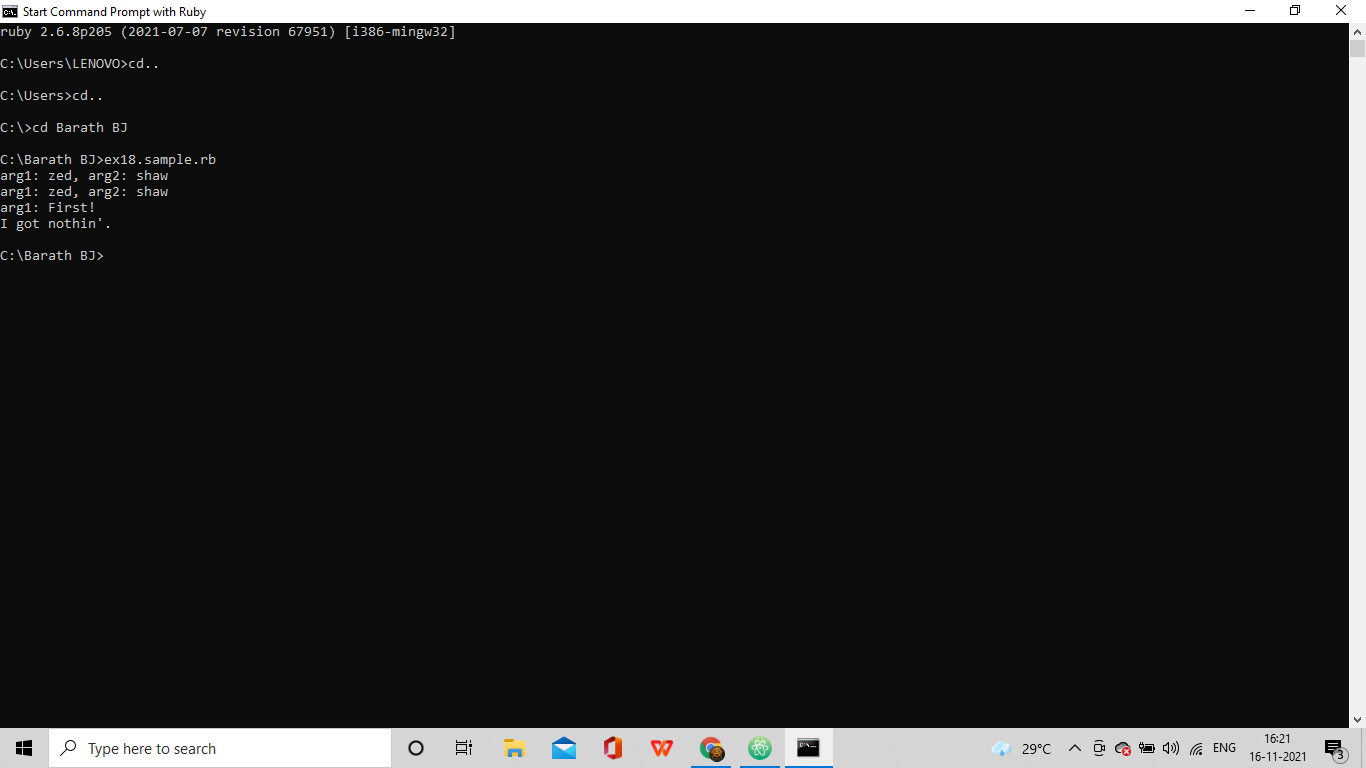 Start Command Prompt with Ruby
ruby 2.6.8p205 (2021-07-07 revision 67951) [i386-mingw32]
C:\Users\LENOVO>cd..
C:\Users>cd..
C:\>cd Barath BJ
C:\Barath BJ>ex18.sample.rb
arg1: zed, arg2: shaw
arg1: zed, arg2: shaw
arg1: First!
I got nothin'.
C:\Barath BJ>
Type here to search
29°C
ENG
16:21
16-11-2021
3